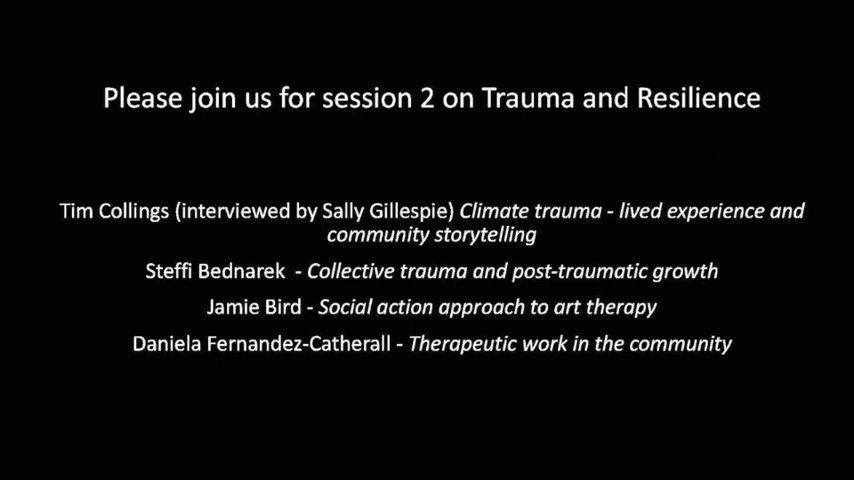 Please join us for session 2 on Trauma and Resilience
Tim Collings (interviewed by Sally Gillespie) Climate trauma - lived experience and
community storytelling
Steffi Bednarek - Collective trauma and post-traumatic growth
Jamie Bird - Social action approach to art therapy
Daniela Fernandez-Catherall - Therapeutic work in the community